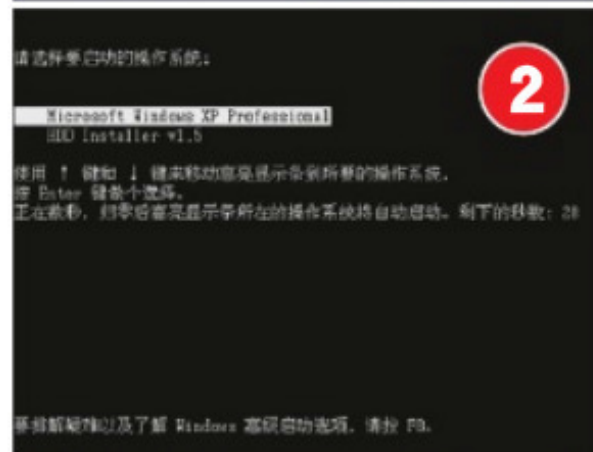 请选择要启动的操作系统:
2
Microsoft Windows XP Professional
HDD Installer v1.5
使用 ↑ 键和 ↓ 键来移动高亮显示条到所要的操作系统。
按 Enter 键做个选择。
正在数秒,归零后高亮显示条所在的操作系统将自动启动。剩下的秒数: 28
要排解疑难以及了解 Windows 高级启动选项,请按 F8。